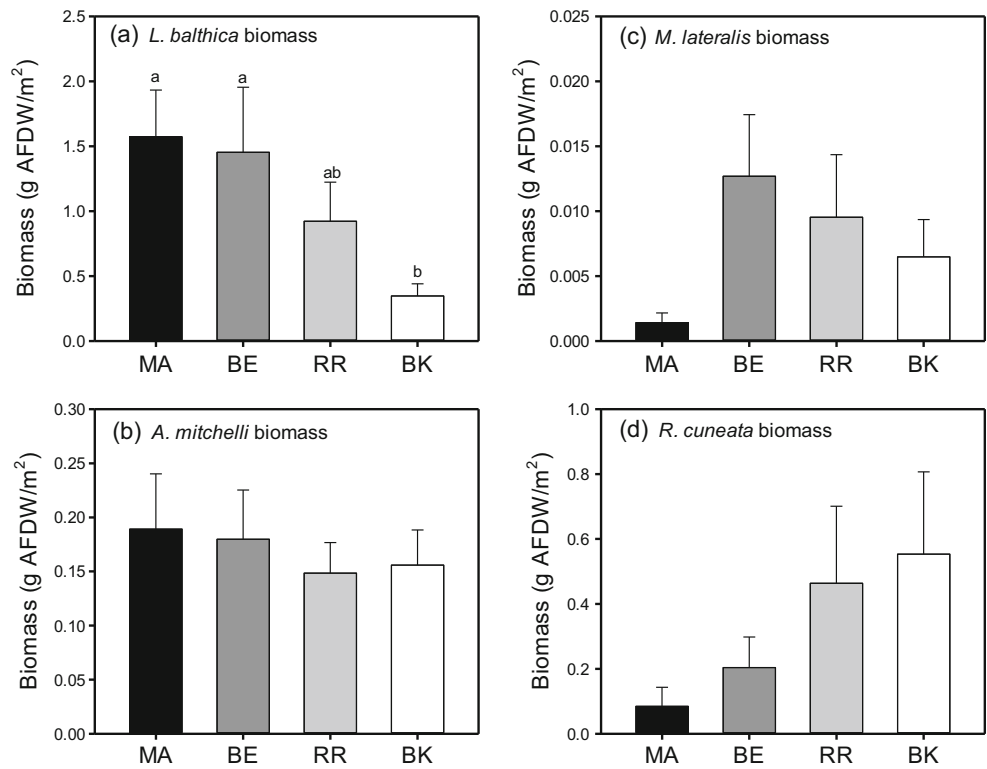 (a) L. balthica biomass
Biomass (g AFDW/m²)
2.5
2.0
1.5
1.0
0.5
0.0
a
a
ab
b
MA BE RR BK
(c) M. lateralis biomass
Biomass (g AFDW/m²)
0.025
0.020
0.015
0.010
0.005
0.000
MA BE RR BK
(b) A. mitchelli biomass
Biomass (g AFDW/m²)
0.30
0.25
0.20
0.15
0.10
0.05
0.00
MA BE RR BK
(d) R. cuneata biomass
Biomass (g AFDW/m²)
1.0
0.8
0.6
0.4
0.2
0.0
MA BE RR BK